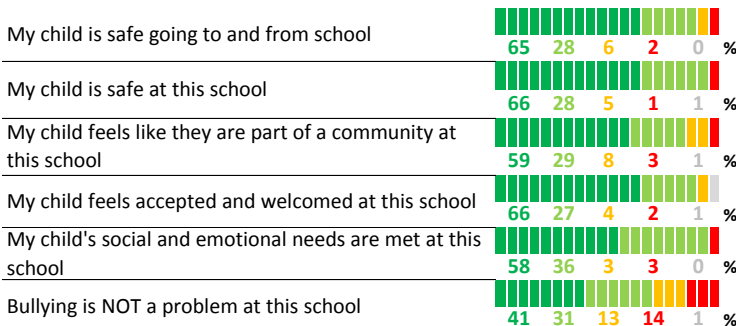 My child is safe going to and from school
65 28 6 2 0 %
My child is safe at this school
66 28 5 1 1 %
My child feels like they are part of a community at
this school
59 29 8 3 1 %
My child feels accepted and welcomed at this school
66 27 4 2 1 %
My child's social and emotional needs are met at this
school
58 36 3 3 0 %
Bullying is NOT a problem at this school
41 31 13 14 1 %